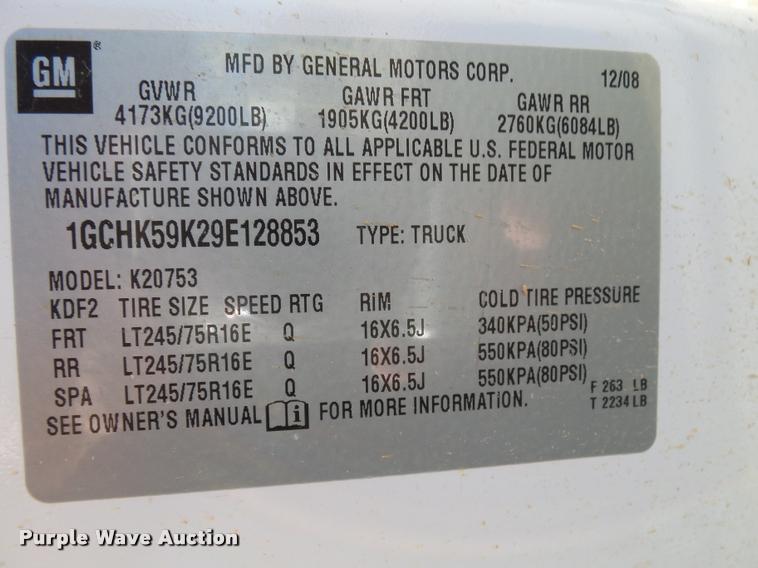 GM®
MFD BY GENERAL MOTORS CORP. 12/08
GVWR GAWR FRT GAWR RR
4173KG(9200LB) 1905KG(4200LB) 2760KG(6084LB)
THIS VEHICLE CONFORMS TO ALL APPLICABLE U.S. FEDERAL MOTOR
VEHICLE SAFETY STANDARDS IN EFFECT ON THE DATE OF
MANUFACTURE SHOWN ABOVE.
1GCHK59K29E128853 TYPE: TRUCK
MODEL: K20753
KDF2 TIRE SIZE SPEED RTG RiM COLD TIRE PRESSURE
FRT LT245/75R16E Q 16X6.5J 340KPA(50PSI)
RR LT245/75R16E Q 16X6.5J 550KPA(80PSI)
SPA LT245/75R16E Q 16X6.5J 550KPA(80PSI) F 263 LB
T 2234 LB
SEE OWNER'S MANUAL i FOR MORE INFORMATION.
Purple Wave Auction